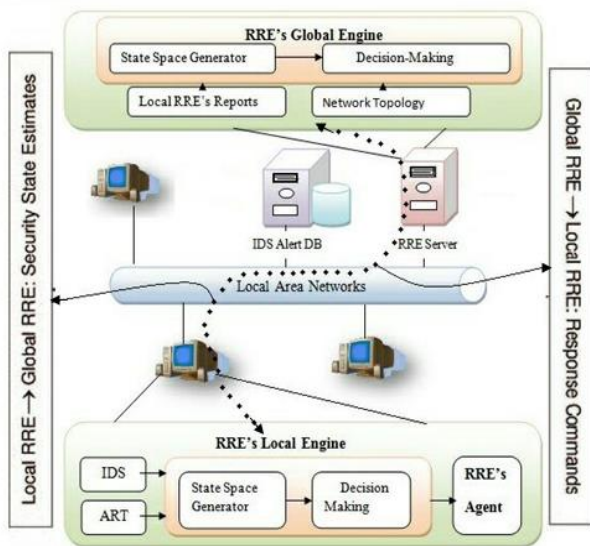 RRE's Global Engine
State Space Generator
Decision-Making
Local RRE's Reports
Network Topology
Local RRE→Global RRE: Security State Estimates
Global RRE →Local RRE: Response Commands
IDS Alert DB
RRE Server
Local Area Networks
RRE's Local Engine
IDS
ART
State Space
Generator
Decision
Making
RRE's
Agent